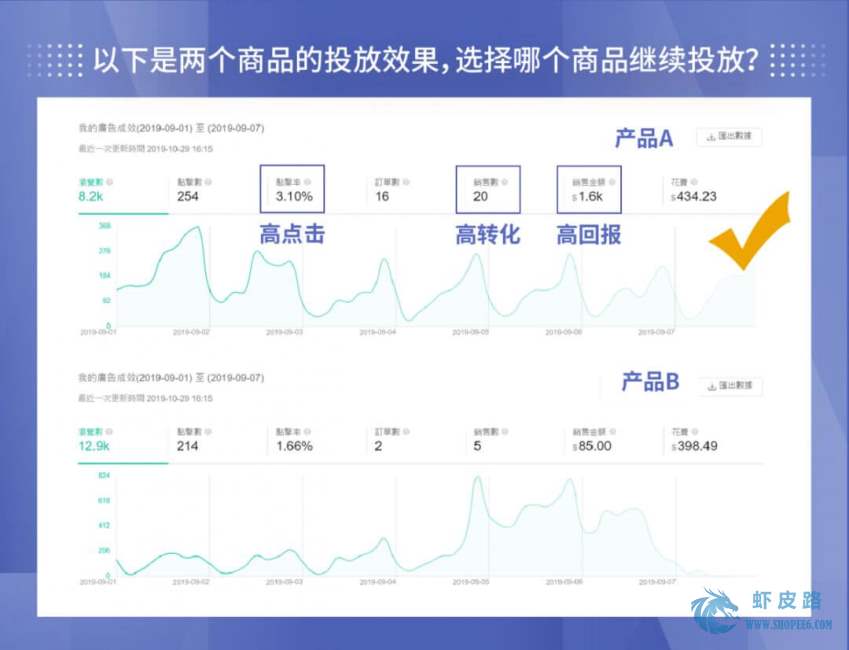 以下是两个商品的投放效果,选择哪个商品继续投放?
我的廣告成效(2019-09-01) 至 (2019-09-07)
產品A
匯出數據
最近一次更新時間 2019-10-29 16:15
瀏覽數 點擊數 點擊率 訂單數 銷售數 銷售金額 花費
8.2k 254 3.10% 16 20 $1.6k $434.23
高点击 高转化 高回报
368
276
184
92
0
2019-09-01 2019-09-02 2019-09-03 2019-09-04 2019-09-05 2019-09-06 2019-09-07
我的廣告成效(2019-09-01) 至 (2019-09-07)
产品B
匯出數據
最近一次更新時間 2019-10-29 16:15
瀏覽數 點擊數 點擊率 訂單數 銷售數 銷售金額 花費
12.9k 214 1.66% 2 5 $85.00 $398.49
824
618
412
206
0
2019-09-01 2019-09-02 2019-09-03 2019-09-04 2019-09-05 2019-09-06 2019-09-07
虾皮路
WWW.SHOPEE6.COM